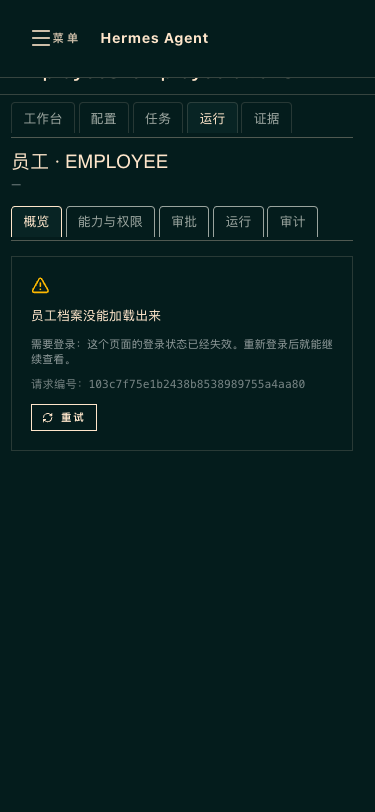 菜单
Hermes Agent
工作台
配置
任务
运行
证据
员工 · EMPLOYEE
—
概览
能力与权限
审批
运行
审计
员工档案没能加载出来
需要登录: 这个页面的登录状态已经失效。重新登录后就能继
续查看。
请求编号: 103c7f75e1b2438b8538989755a4aa80
重试